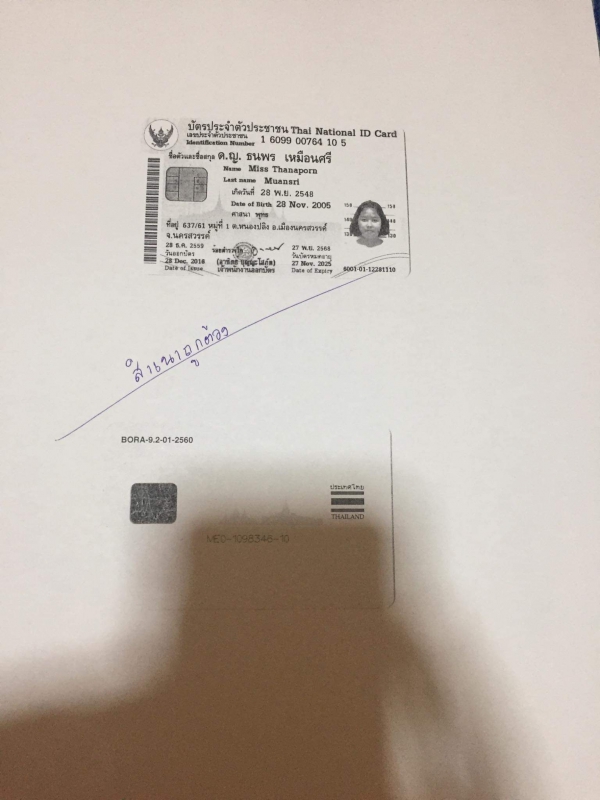 บัตรประจำตัวประชาชน Thai National ID Card
เลขประจำตัวประชาชน
Identification Number 1 6099 00764 10 5
ชื่อตัวและชื่อสกุล ด.ญ. ธนพร เหมือนศรี
Name Miss Thanaporn
Last name Muansri
เกิดวันที่ 28 พ.ย. 2548
Date of Birth 28 Nov. 2005
ศาสนา พุทธ
ที่อยู่ 637/61 หมู่ที่ 1 ต.หนองปลิง อ.เมืองนครสวรรค์
จ.นครสวรรค์
28 ธ.ค. 2559
วันออกบัตร
28 Dec. 2016
Date of Issue
เจ้าพนักงานออกบัตร
27 พ.ย. 2568
วันบัตรหมดอายุ
27 Nov. 2025
Date of Expiry
6001-01-12281110
สำเนาถูกต้อง
BORA-9.2-01-2560
ประเทศไทย
THAILAND
ME0-1098346-10